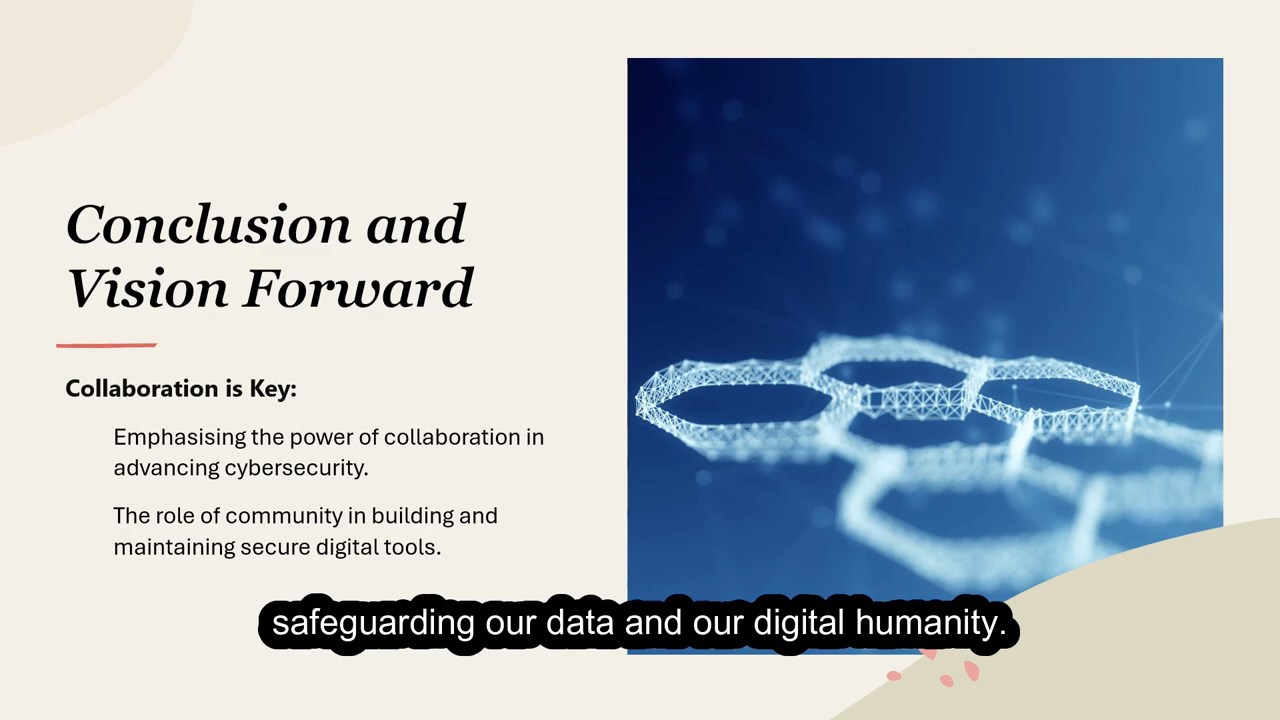 Conclusion and
Vision Forward
Collaboration is Key:
Emphasising the power of collaboration in
advancing cybersecurity.
The role of community in building and
maintaining secure digital tools.
safeguarding our data and our digital humanity.